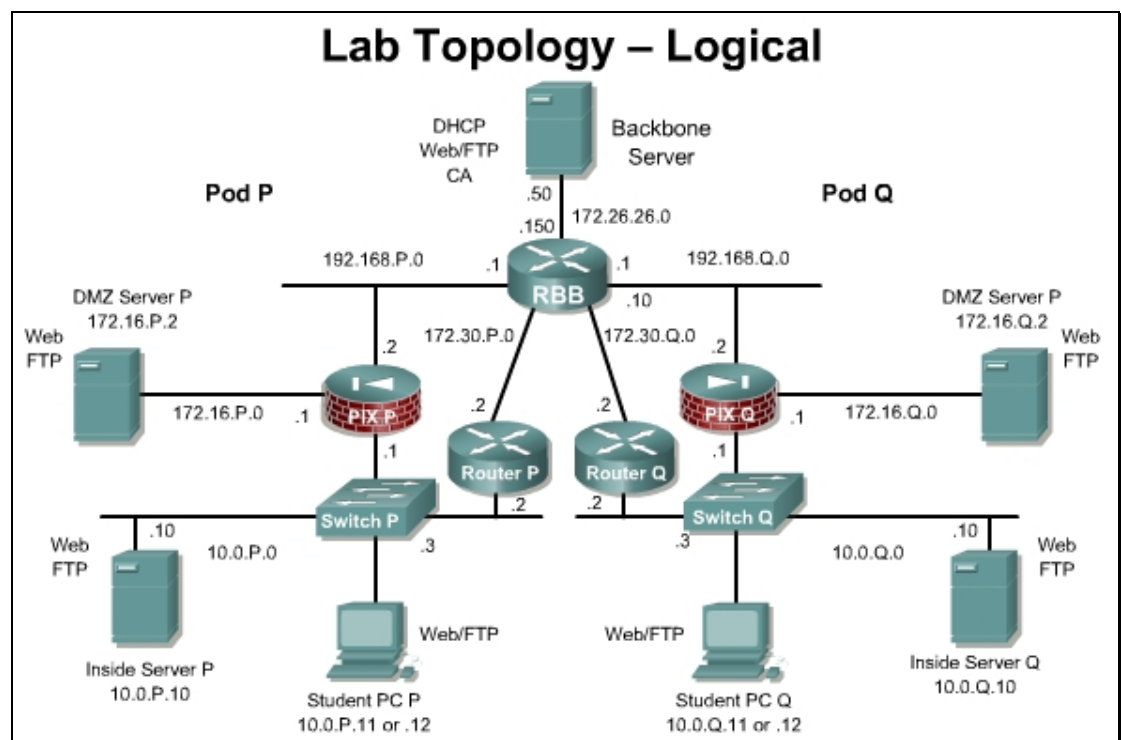 Lab Topology – Logical
DHCP
Web/FTP
CA
Backbone
Server
Pod P
Pod Q
.50
172.26.26.0
.150
192.168.P.0
.1
RBB
.1
192.168.Q.0
.10
DMZ Server P
172.16.P.2
Web
FTP
172.30.P.0
172.30.Q.0
DMZ Server P
172.16.Q.2
Web
FTP
.2
.2
172.16.P.0
.1
PIX P
.2
.2
PIX Q
.1
172.16.Q.0
.1
Router P
Router Q
.1
Switch P
.2
.2
Switch Q
.10
10.0.P.0
.3
.3
10.0.Q.0
.10
Web
FTP
Web
FTP
Web/FTP
Web/FTP
Inside Server P
10.0.P.10
Student PC P
10.0.P.11 or .12
Student PC Q
10.0.Q.11 or .12
Inside Server Q
10.0.Q.10